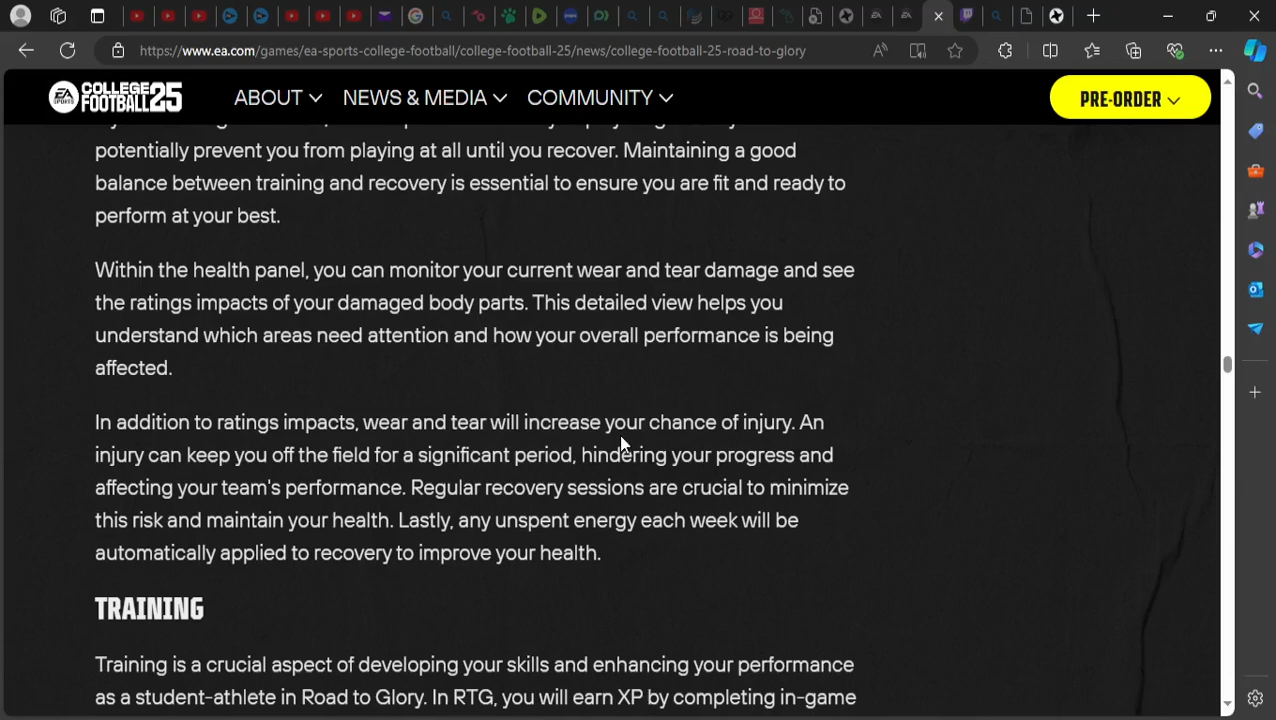 https://www.ea.com/games/ea-sports-college-football/college-football-25/news/college-football-25-road-to-glory
EA SPORTS COLLEGE FOOTBALL 25
ABOUT NEWS & MEDIA COMMUNITY PRE-ORDER
potentially prevent you from playing at all until you recover. Maintaining a good
balance between training and recovery is essential to ensure you are fit and ready to
perform at your best.
Within the health panel, you can monitor your current wear and tear damage and see
the ratings impacts of your damaged body parts. This detailed view helps you
understand which areas need attention and how your overall performance is being
affected.
In addition to ratings impacts, wear and tear will increase your chance of injury. An
injury can keep you off the field for a significant period, hindering your progress and
affecting your team's performance. Regular recovery sessions are crucial to minimize
this risk and maintain your health. Lastly, any unspent energy each week will be
automatically applied to recovery to improve your health.
TRAINING
Training is a crucial aspect of developing your skills and enhancing your performance
as a student-athlete in Road to Glory. In RTG, you will earn XP by completing in-game